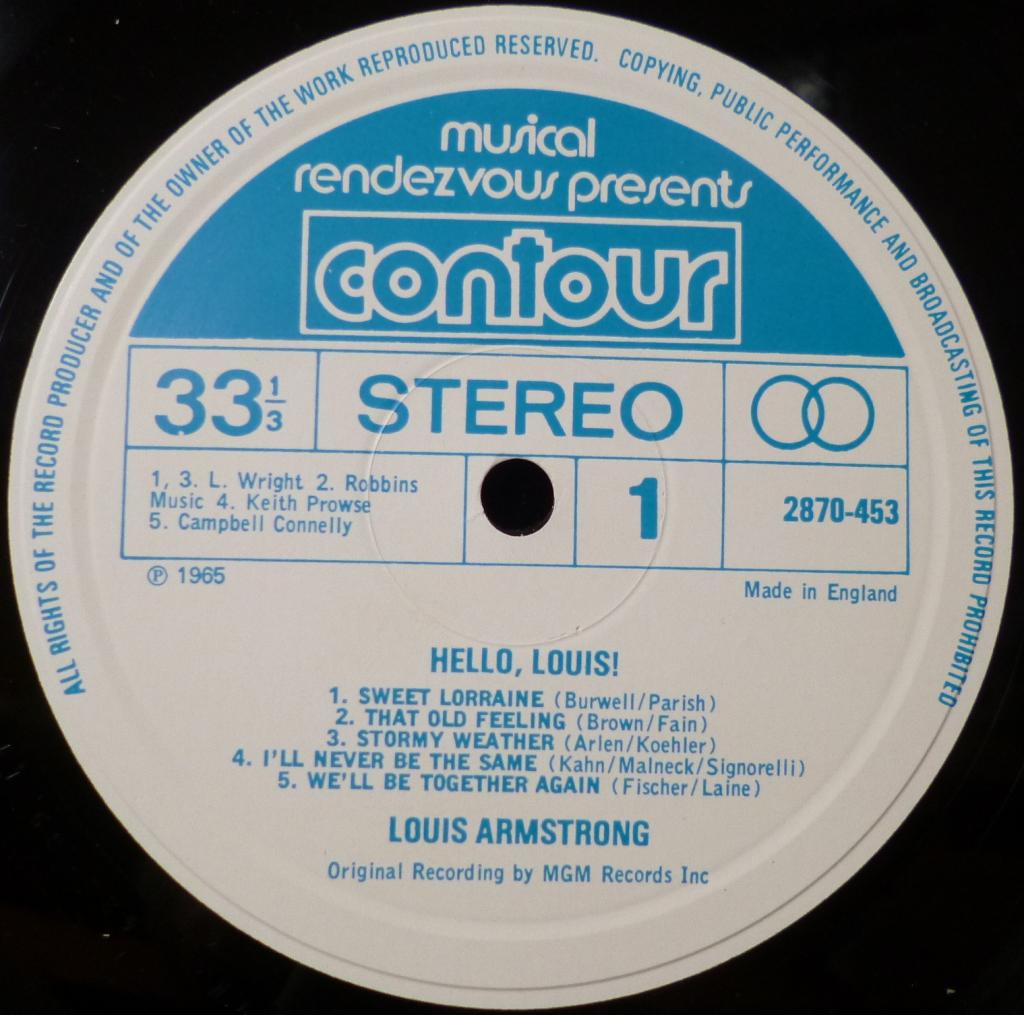 ALL RIGHTS OF THE RECORD PRODUCER AND OF THE OWNER OF THE WORK REPRODUCED RESERVED. COPYING, PUBLIC PERFORMANCE AND BROADCASTING OF THIS RECORD PROHIBITED
musical
rendezvous presents
contour
33 1/3 STEREO
1, 3. L. Wright 2. Robbins
Music 4. Keith Prowse
5. Campbell Connelly
1
2870-453
Ⓟ 1965
Made in England
HELLO, LOUIS!
1. SWEET LORRAINE (Burwell/Parish)
2. THAT OLD FEELING (Brown/Fain)
3. STORMY WEATHER (Arlen/Koehler)
4. I'LL NEVER BE THE SAME (Kahn/Malneck/Signorelli)
5. WE'LL BE TOGETHER AGAIN (Fischer/Laine)
LOUIS ARMSTRONG
Original Recording by MGM Records Inc